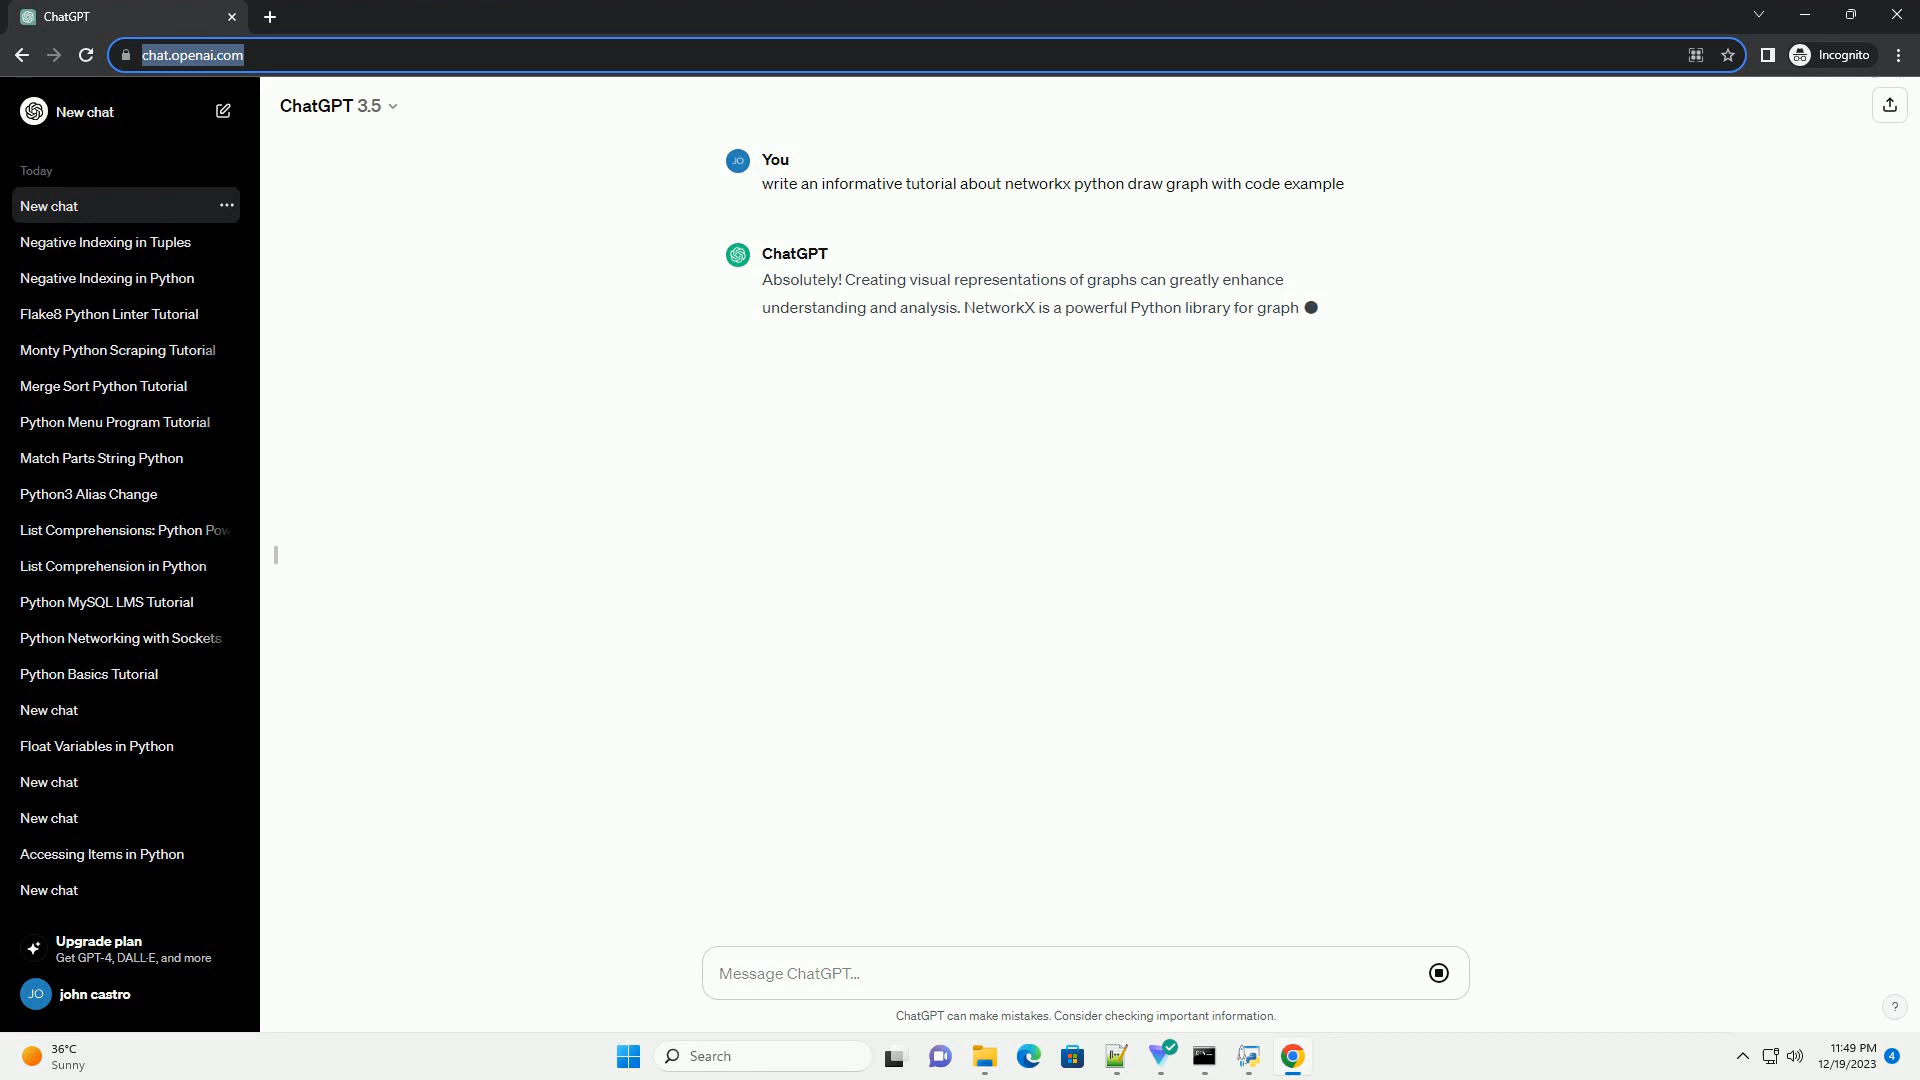 ChatGPT
chat.openai.com
Incognito
New chat
ChatGPT 3.5
Today
New chat
Negative Indexing in Tuples
Negative Indexing in Python
Flake8 Python Linter Tutorial
Monty Python Scraping Tutorial
Merge Sort Python Tutorial
Python Menu Program Tutorial
Match Parts String Python
Python3 Alias Change
List Comprehensions: Python Pow
List Comprehension in Python
Python MySQL LMS Tutorial
Python Networking with Sockets
Python Basics Tutorial
New chat
Float Variables in Python
New chat
New chat
Accessing Items in Python
New chat
Upgrade plan
Get GPT-4, DALL·E, and more
JO john castro
JO You
write an informative tutorial about networkx python draw graph with code example
ChatGPT
Absolutely! Creating visual representations of graphs can greatly enhance
understanding and analysis. NetworkX is a powerful Python library for graph
Message ChatGPT...
ChatGPT can make mistakes. Consider checking important information.
?
36°C
Sunny
Search
11:49 PM
12/19/2023
4